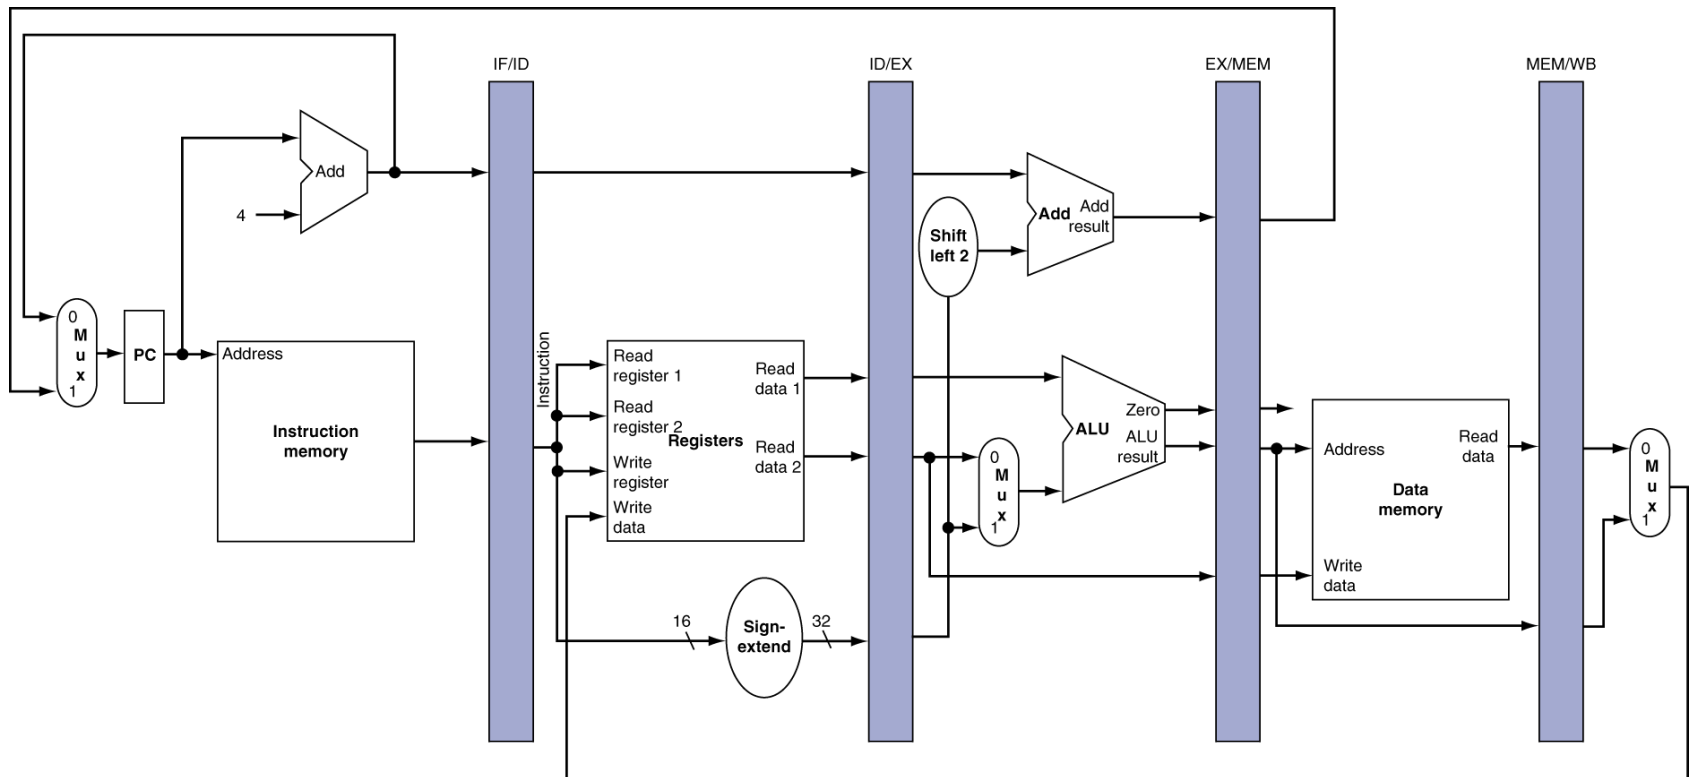 IF/ID
ID/EX
EX/MEM
MEM/WB
Add
4
Add
Add
result
Shift
left 2
0
M
u
x
1
PC
Address
Instruction
memory
Instruction
Read
register 1
Read
register 2
Registers
Write
register
Write
data
Read
data 1
Read
data 2
16
Sign-
extend
32
0
M
u
x
1
ALU
Zero
ALU
result
Address
Read
data
Data
memory
Write
data
0
M
u
x
1